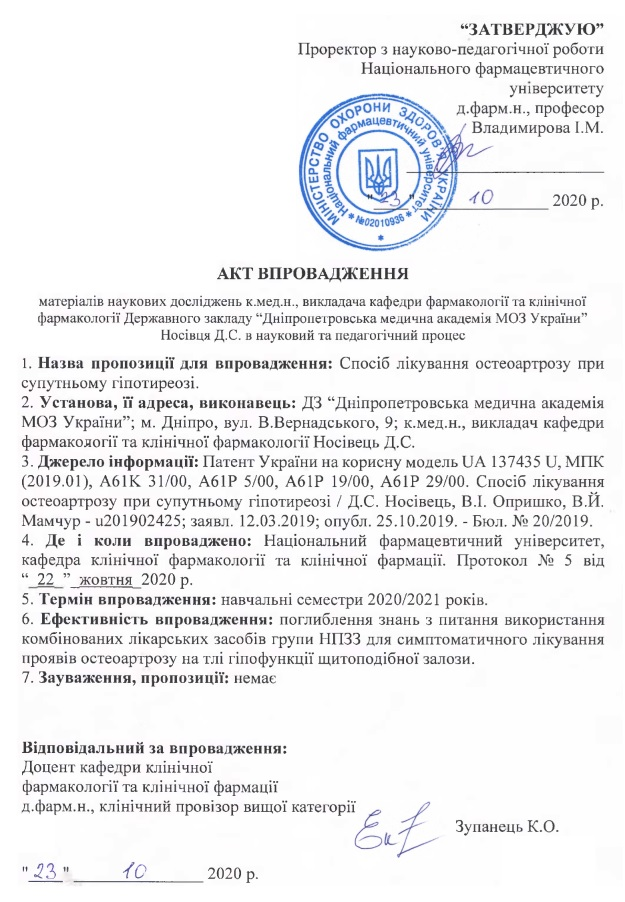 “ЗАТВЕРДЖУЮ”
Проректор з науково-педагогічної роботи
Національного фармацевтичного
університету
д.фарм.н., професор
Владимирова І.М.
МІНІСТЕРСТВО ОХОРОНИ ЗДОРОВ'Я УКРАЇНИ
Національний фармацевтичний університет
* №02010936 *
"23" 10 2020 р.
АКТ ВПРОВАДЖЕННЯ
матеріалів наукових досліджень к.мед.н., викладача кафедри фармакології та клінічної
фармакології Державного закладу “Дніпропетровська медична академія МОЗ України”
Носівця Д.С. в науковий та педагогічний процес
1. Назва пропозиції для впровадження: Спосіб лікування остеоартрозу при
супутньому гіпотиреозі.
2. Установа, її адреса, виконавець: ДЗ “Дніпропетровська медична академія
МОЗ України”; м. Дніпро, вул. В.Вернадського, 9; к.мед.н., викладач кафедри
фармакології та клінічної фармакології Носівець Д.С.
3. Джерело інформації: Патент України на корисну модель UA 137435 U, МПК
(2019.01), A61K 31/00, A61P 5/00, A61P 19/00, A61P 29/00. Спосіб лікування
остеоартрозу при супутньому гіпотиреозі / Д.С. Носівець, В.І. Опришко, В.Й.
Мамчур - u201902425; заявл. 12.03.2019; опубл. 25.10.2019. - Бюл. № 20/2019.
4. Де і коли впроваджено: Національний фармацевтичний університет,
кафедра клінічної фармакології та клінічної фармації. Протокол № 5 від
“_22_”_жовтня_2020 р.
5. Термін впровадження: навчальні семестри 2020/2021 років.
6. Ефективність впровадження: поглиблення знань з питання використання
комбінованих лікарських засобів групи НПЗЗ для симптоматичного лікування
проявів остеоартрозу на тлі гіпофункції щитоподібної залози.
7. Зауваження, пропозиції: немає
Відповідальний за впровадження:
Доцент кафедри клінічної
фармакології та клінічної фармації
д.фарм.н., клінічний провізор вищої категорії
Зупанець К.О.
"23" 10 2020 р.